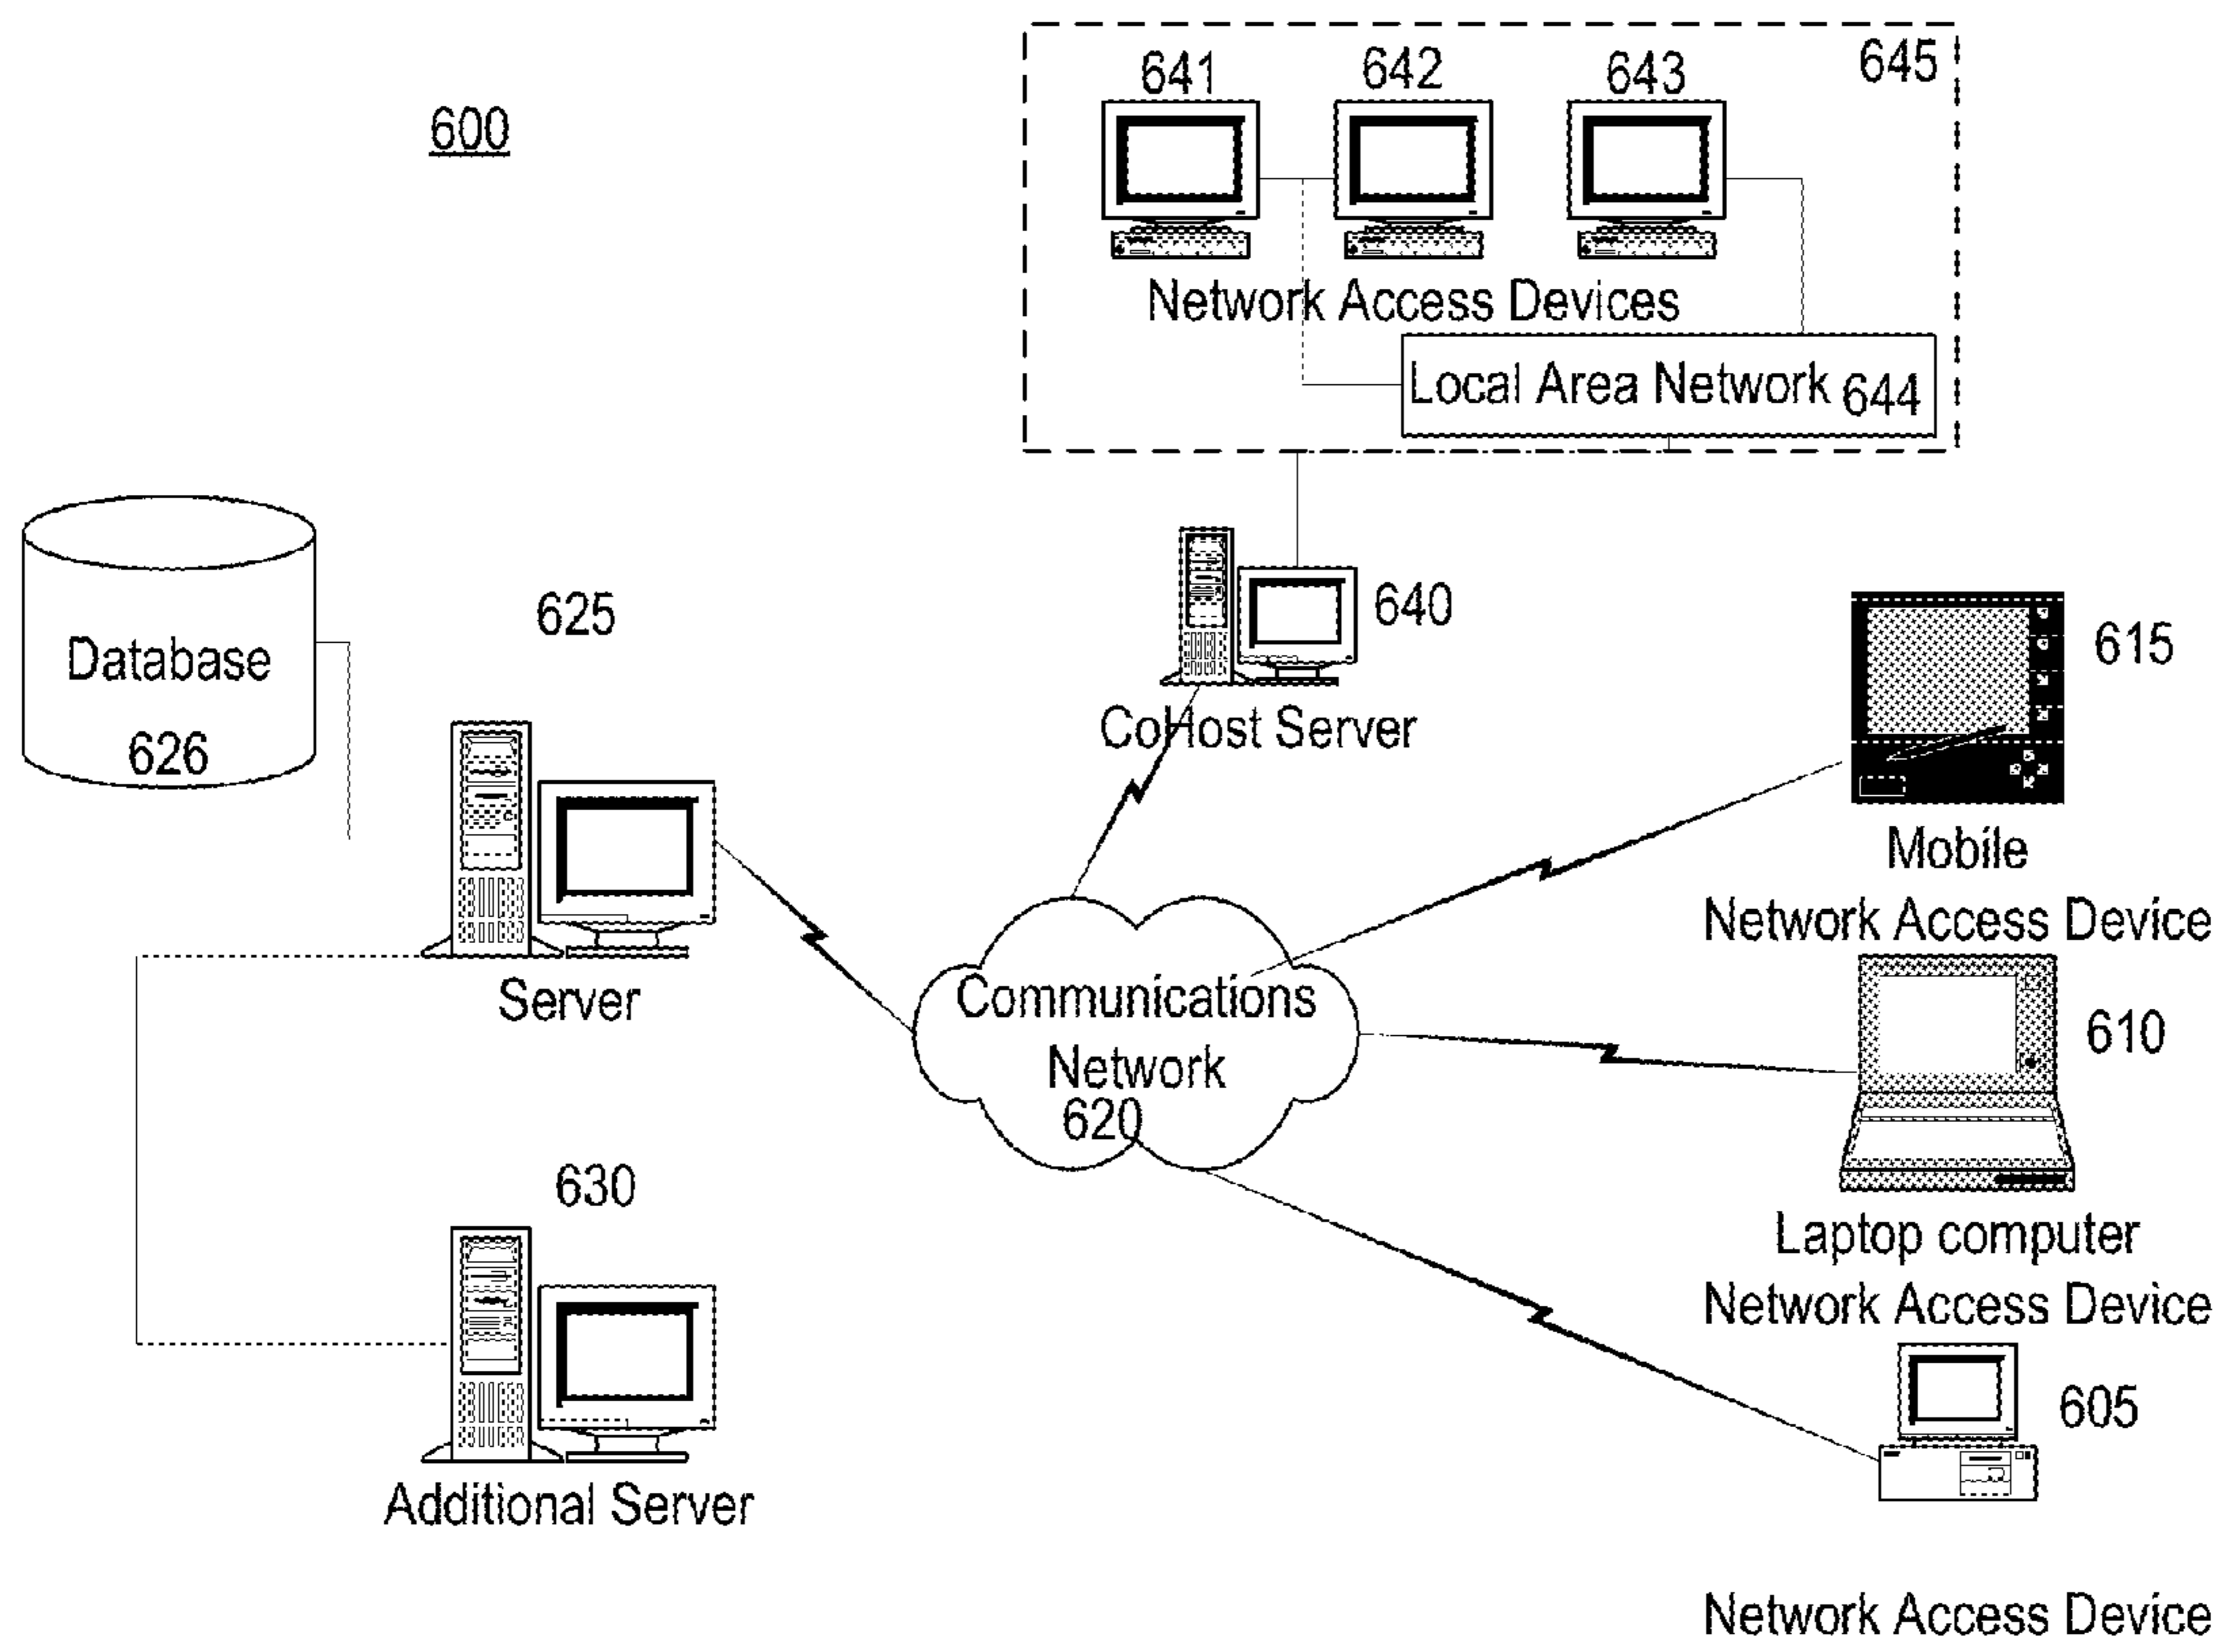 600
641 642 643 645
Network Access Devices
Local Area Network 644
Database
626
625
Server
640
CoHost Server
615
Mobile
Network Access Device
Communications
Network
620
610
Laptop computer
Network Access Device
630
Additional Server
605
Network Access Device